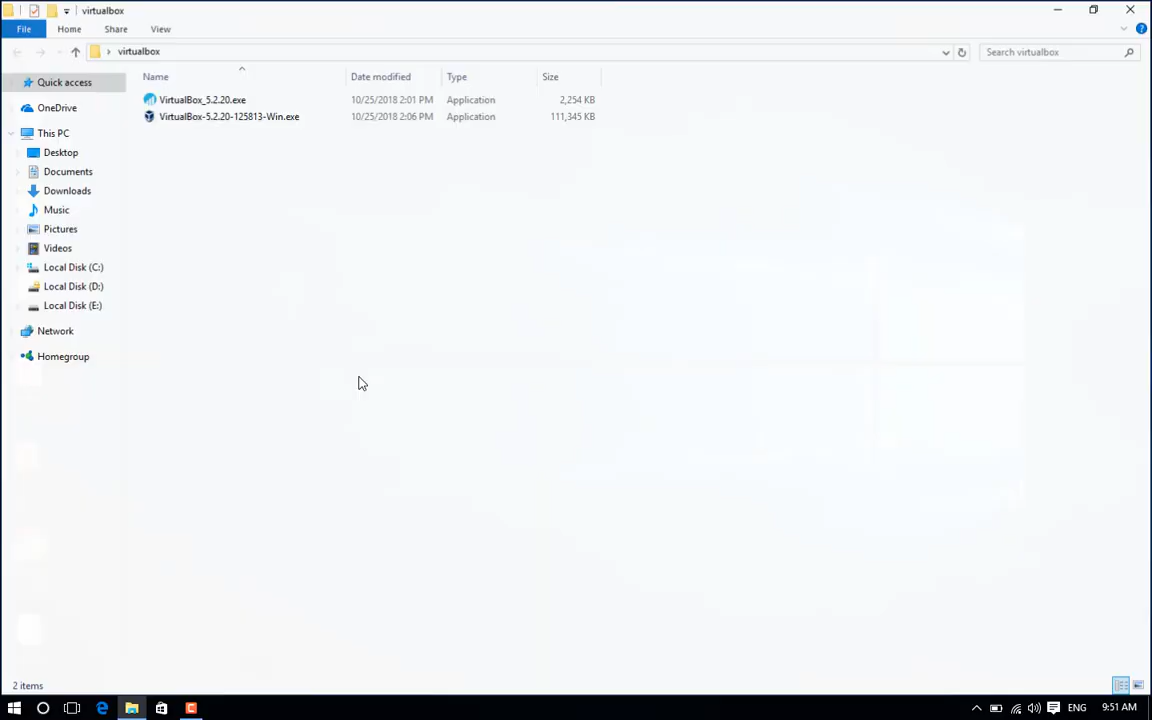 virtualbox
File Home Share View
virtualbox
Search virtualbox
Name Date modified Type Size
VirtualBox_5.2.20.exe 10/25/2018 2:01 PM Application 2,254 KB
VirtualBox-5.2.20-125813-Win.exe 10/25/2018 2:06 PM Application 111,345 KB
Quick access
OneDrive
This PC
Desktop
Documents
Downloads
Music
Pictures
Videos
Local Disk (C:)
Local Disk (D:)
Local Disk (E:)
Network
Homegroup
2 items
ENG 9:51 AM